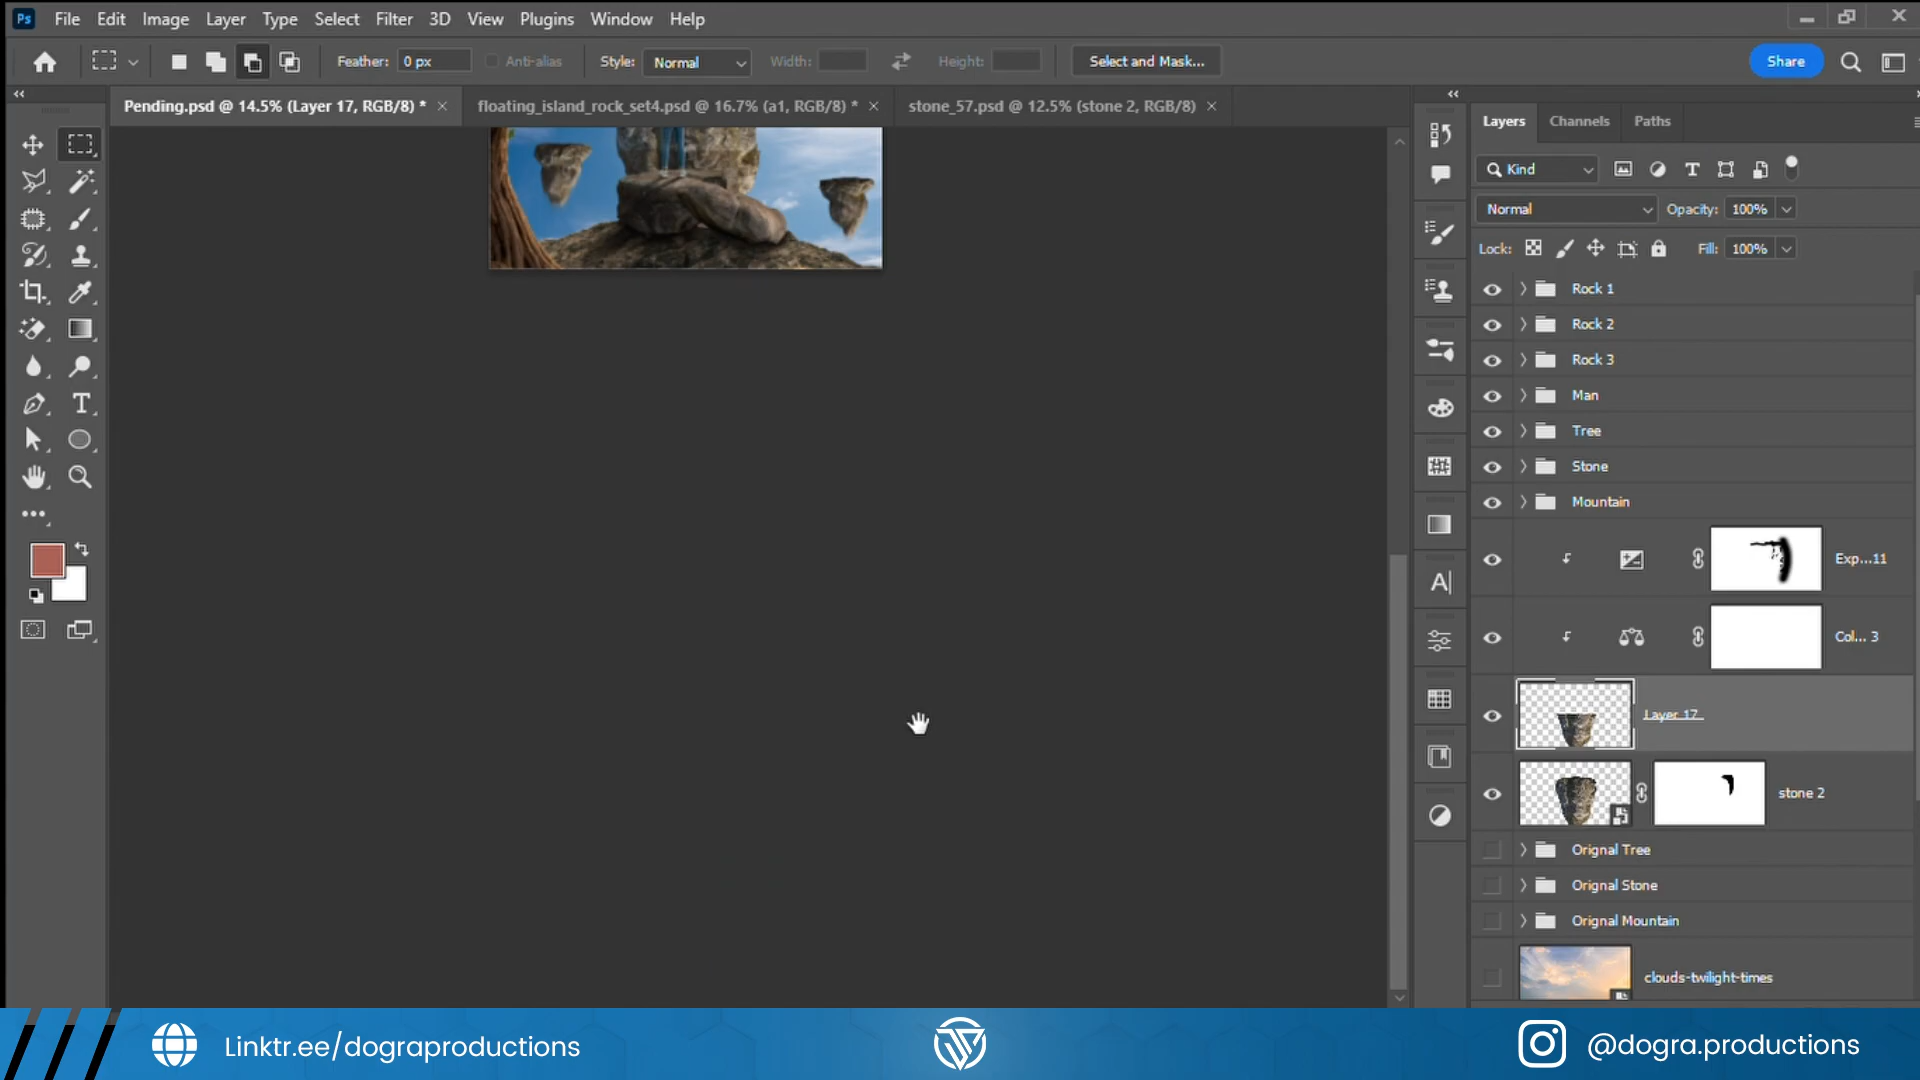 Ps File Edit Image Layer Type Select Filter 3D View Plugins Window Help
Feather: 0 px Anti-alias Style: Normal Width: Height: Select and Mask... Share
Pending.psd @ 14.5% (Layer 17, RGB/8) * × floating_island_rock_set4.psd @ 16.7% (a1, RGB/8) * × stone_57.psd @ 12.5% (stone 2, RGB/8) ×
Layers Channels Paths
Kind
Normal Opacity: 100%
Lock: Fill: 100%
Rock 1
Rock 2
Rock 3
Man
Tree
Stone
Mountain
Exp...11
Col... 3
Layer 17
stone 2
Orignal Tree
Orignal Stone
Orignal Mountain
clouds-twilight-times
Linktr.ee/dograproductions @dogra.productions